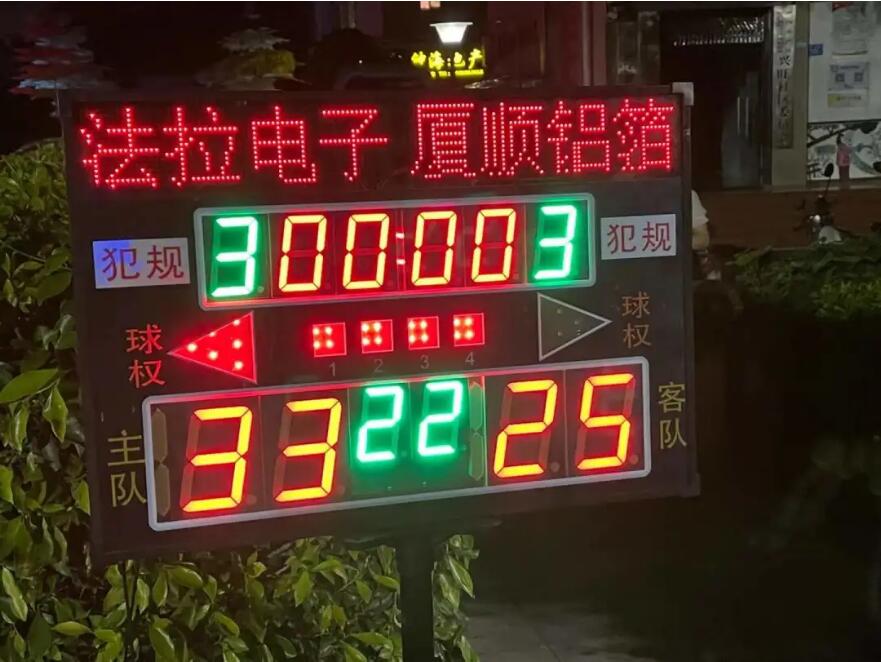 法拉电子 厦顺铝箔
犯规 3 00:00 3 犯规
球权 1 2 3 4 球权
主队 33 22 25 客队